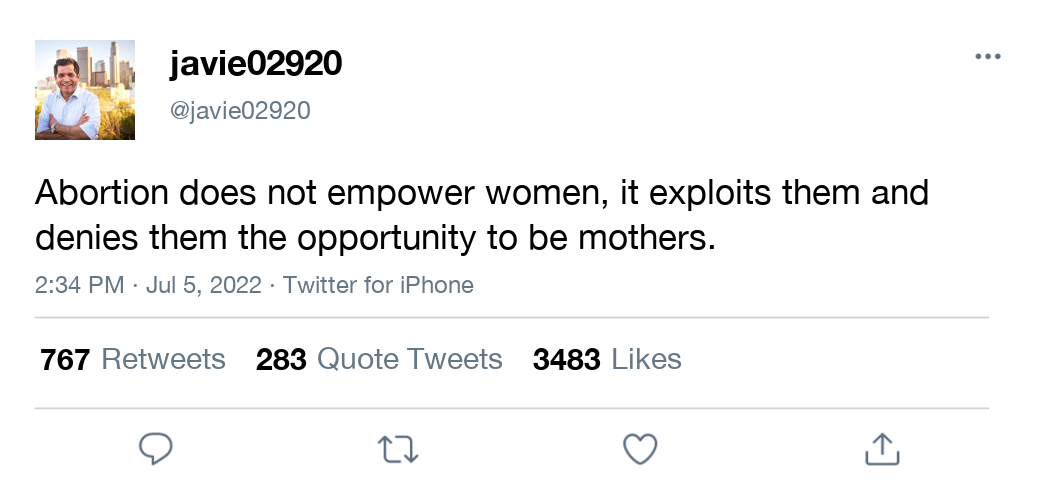 javie02920
@javie02920
Abortion does not empower women, it exploits them and
denies them the opportunity to be mothers.
2:34 PM · Jul 5, 2022 · Twitter for iPhone
767 Retweets 283 Quote Tweets 3483 Likes